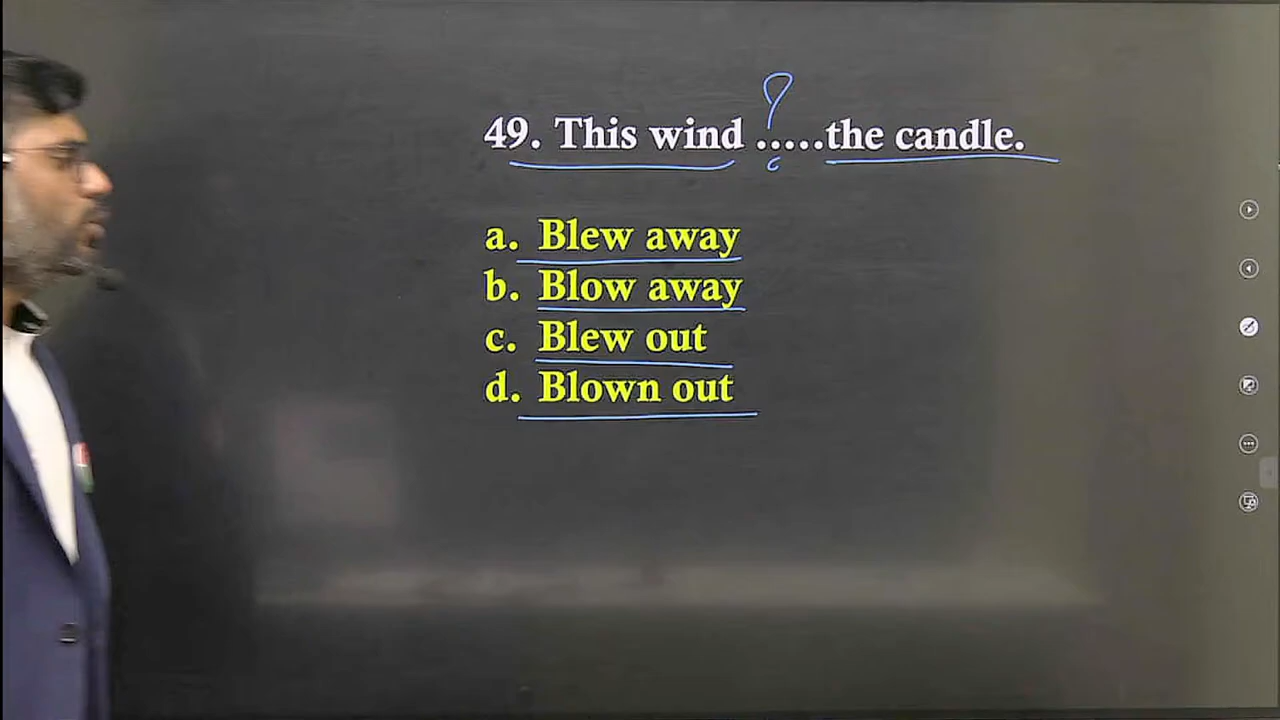 49. This wind .....the candle.
?
a. Blew away
b. Blow away
c. Blew out
d. Blown out